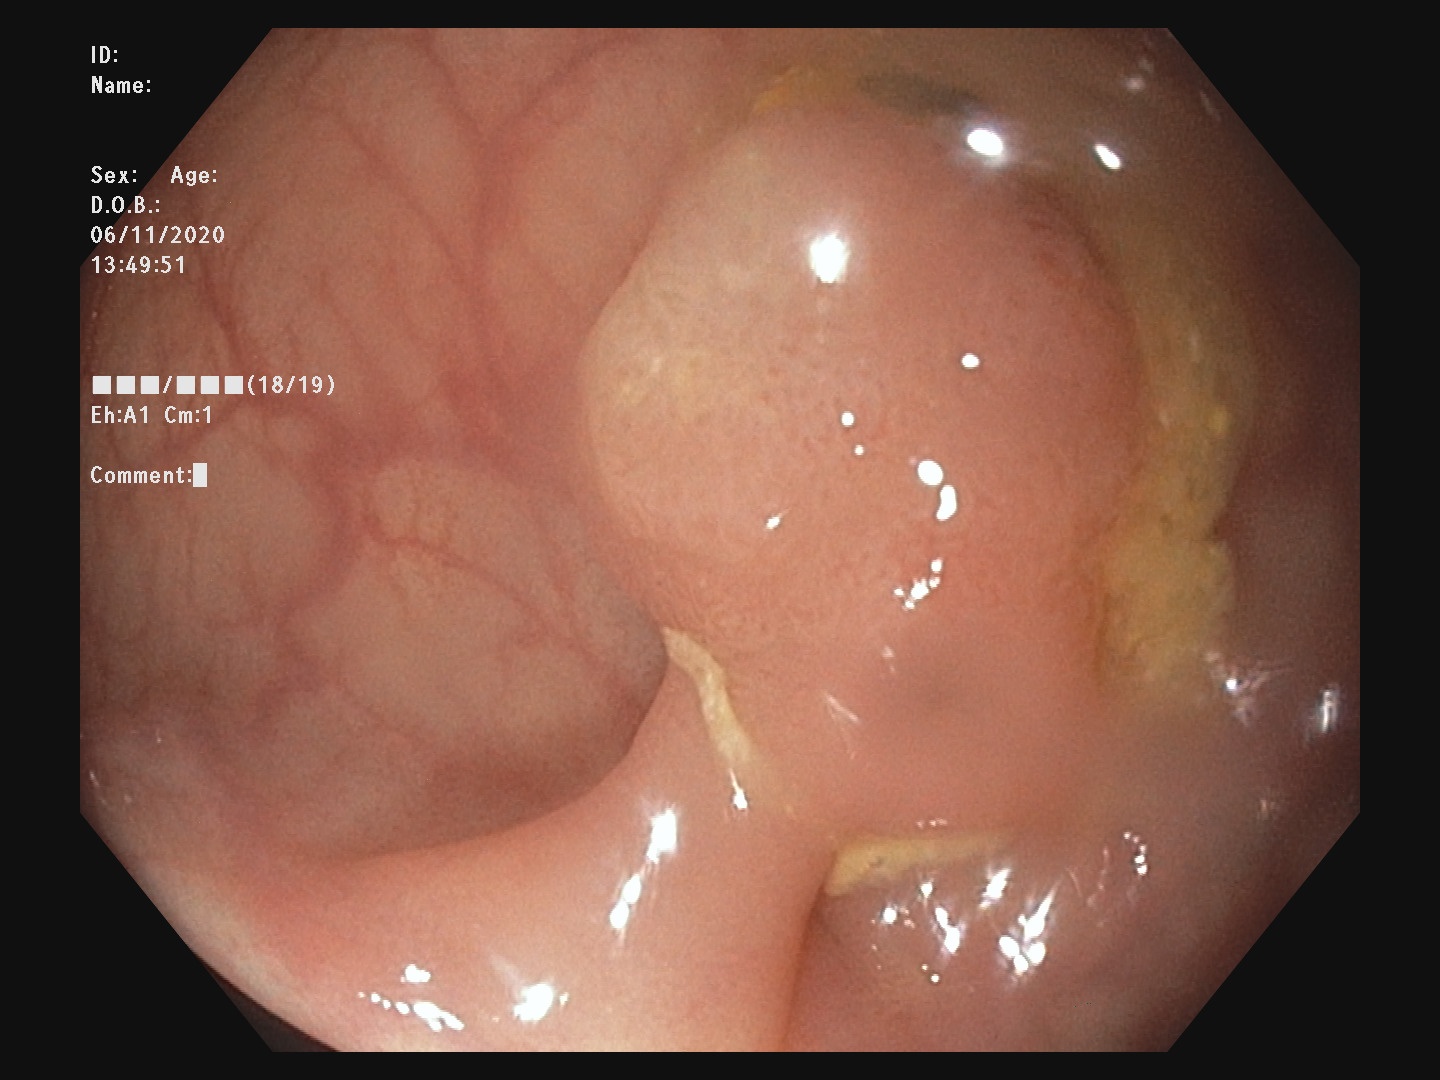 ID:
Name:
Sex: Age:
D.O.B.:
06/11/2020
13:49:51
■■■/■■■(18/19)
Eh:A1 Cm:1
Comment: